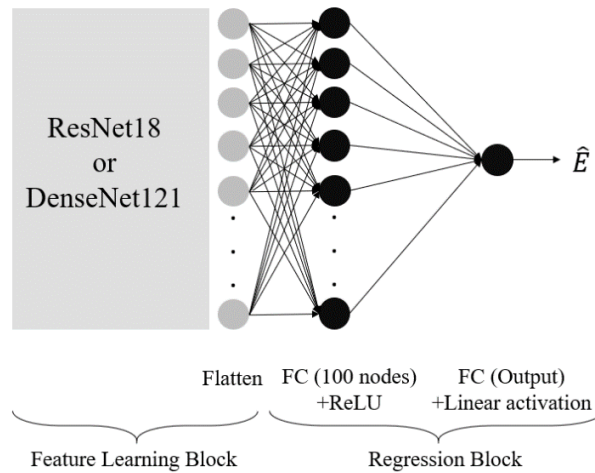 ResNet18
or
DenseNet121
Ê
Flatten
FC (100 nodes)
+ReLU
FC (Output)
+Linear activation
Feature Learning Block
Regression Block